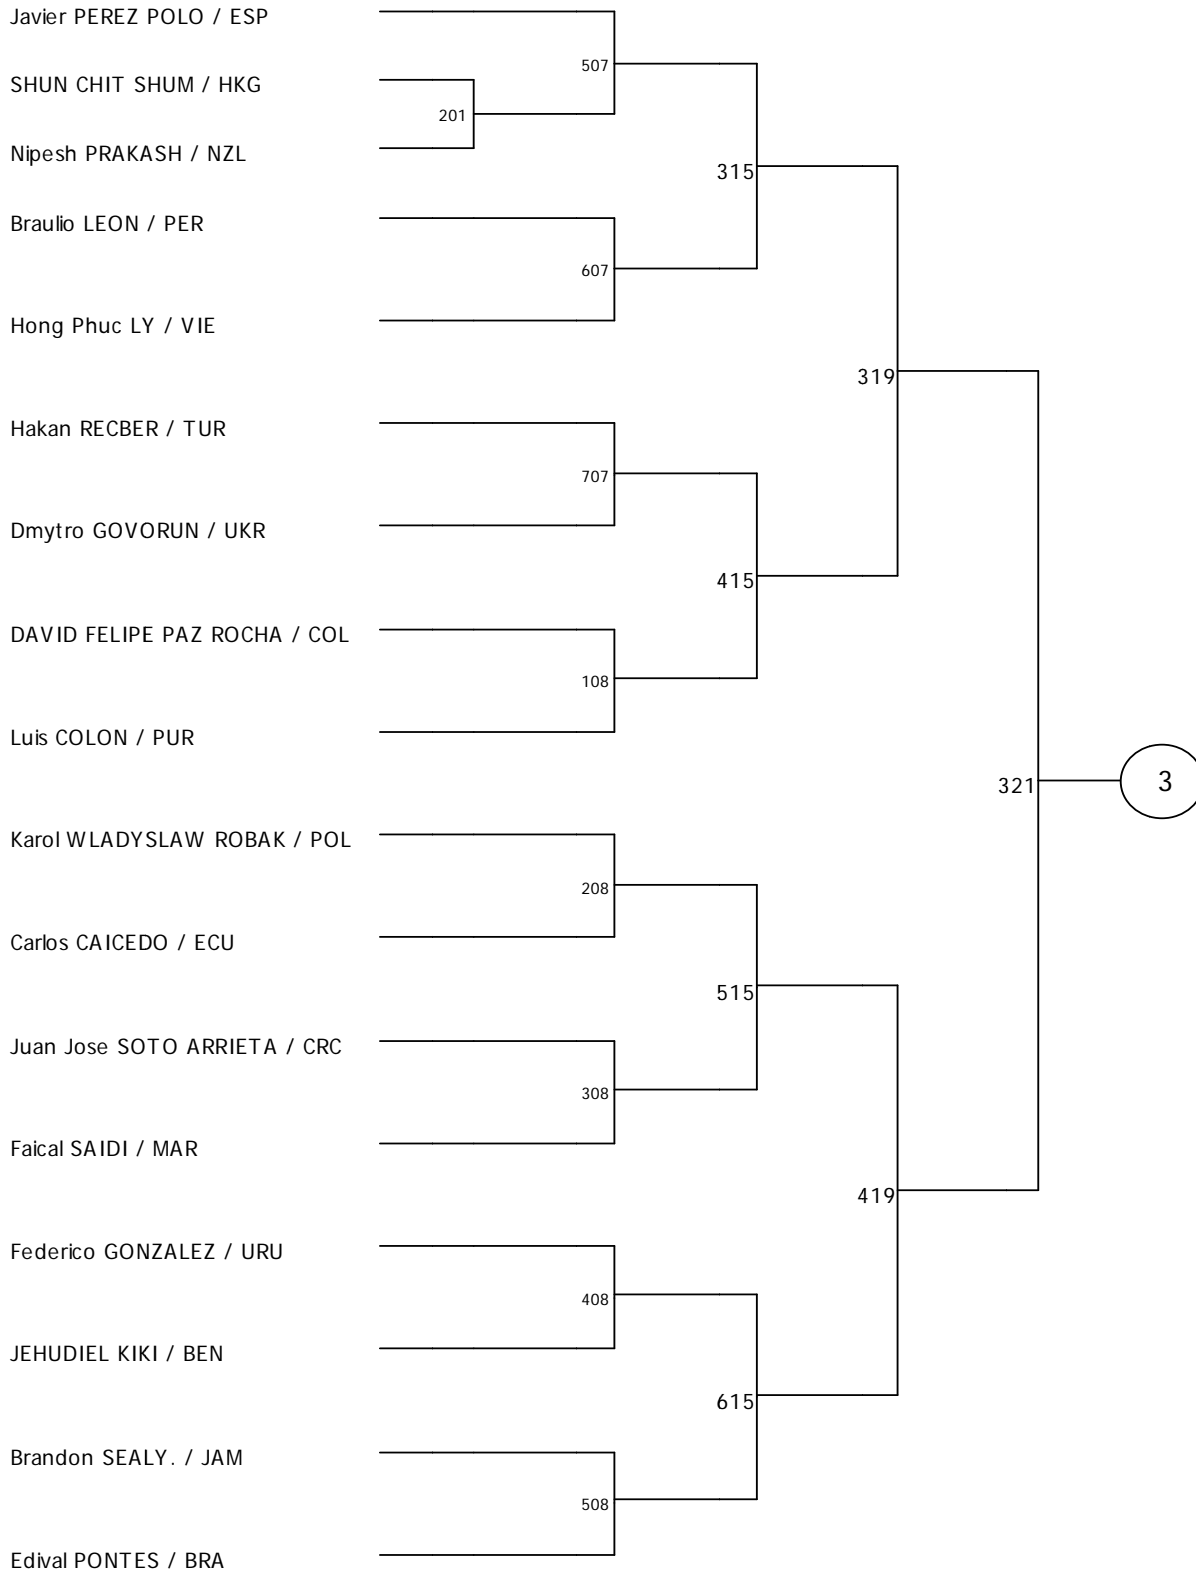 Javier PEREZ POLO / ESP
507
SHUN CHIT SHUM / HKG
201
Nipesh PRAKASH / NZL
315
Braulio LEON / PER
607
Hong Phuc LY / VIE
319
Hakan RECBER / TUR
707
Dmytro GOVORUN / UKR
415
DAVID FELIPE PAZ ROCHA / COL
108
Luis COLON / PUR
321
3
Karol WLADYSLAW ROBAK / POL
208
Carlos CAICEDO / ECU
515
Juan Jose SOTO ARRIETA / CRC
308
Faical SAIDI / MAR
419
Federico GONZALEZ / URU
408
JEHUDIEL KIKI / BEN
615
Brandon SEALY. / JAM
508
Edival PONTES / BRA